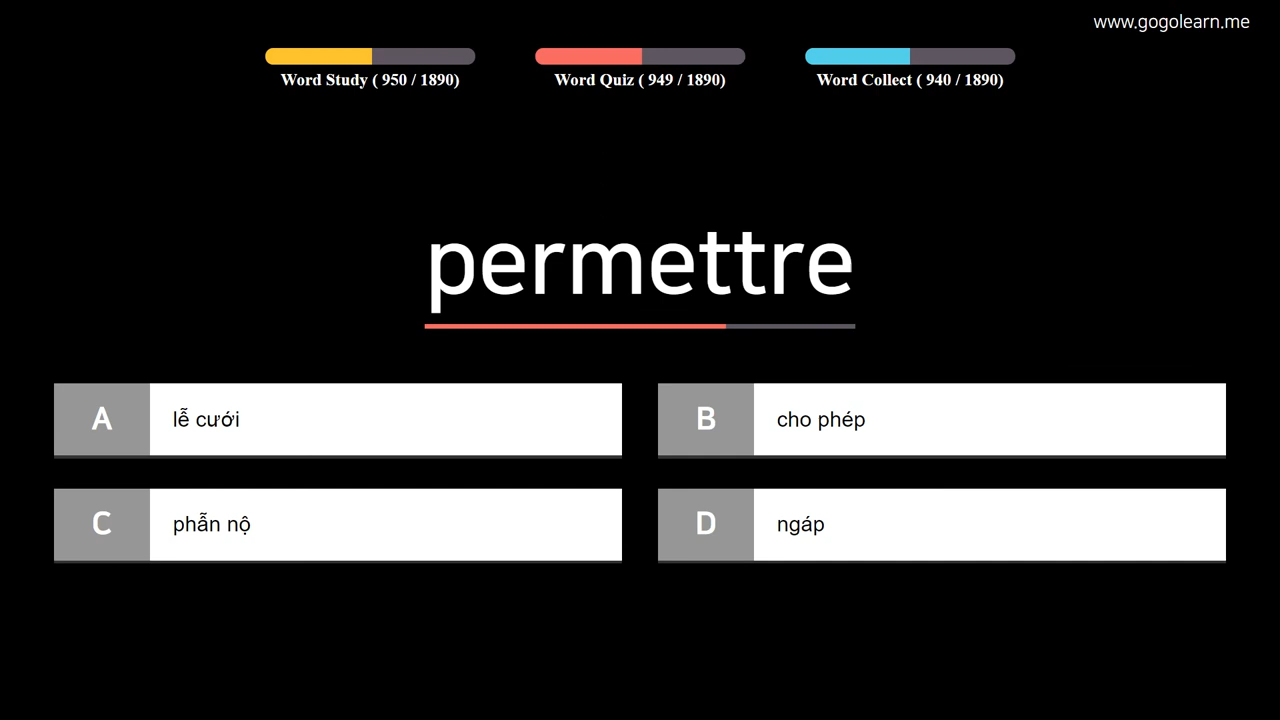 www.gogolearn.me
Word Study ( 950 / 1890)
Word Quiz ( 949 / 1890)
Word Collect ( 940 / 1890)
permettre
A
lễ cưới
B
cho phép
C
phẫn nộ
D
ngáp